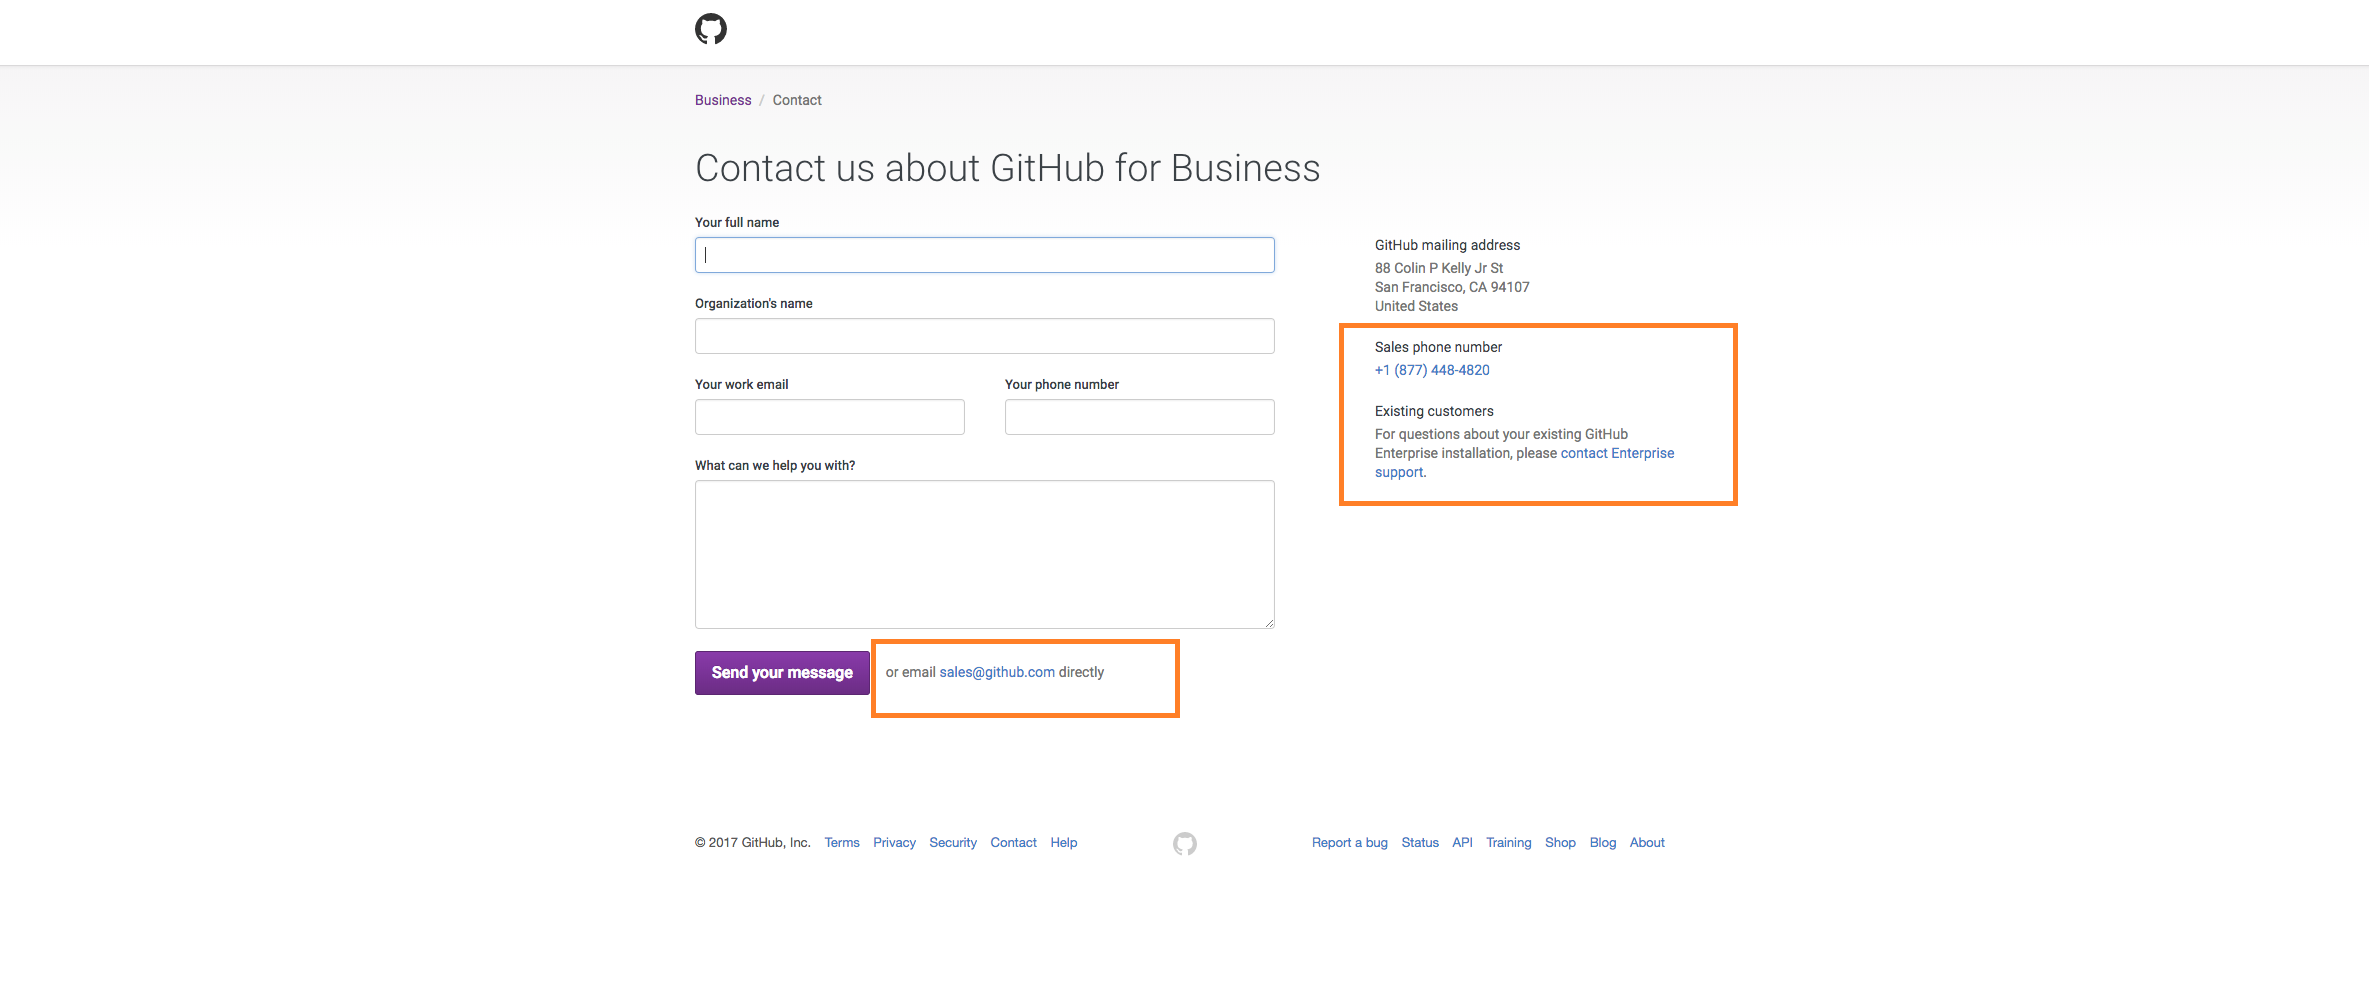 Business / Contact
Contact us about GitHub for Business
Your full name
Organization's name
Your work email
Your phone number
What can we help you with?
Send your message
or email sales@github.com directly
GitHub mailing address
88 Colin P Kelly Jr St
San Francisco, CA 94107
United States
Sales phone number
+1 (877) 448-4820
Existing customers
For questions about your existing GitHub
Enterprise installation, please contact Enterprise
support.
© 2017 GitHub, Inc. Terms Privacy Security Contact Help
Report a bug Status API Training Shop Blog About